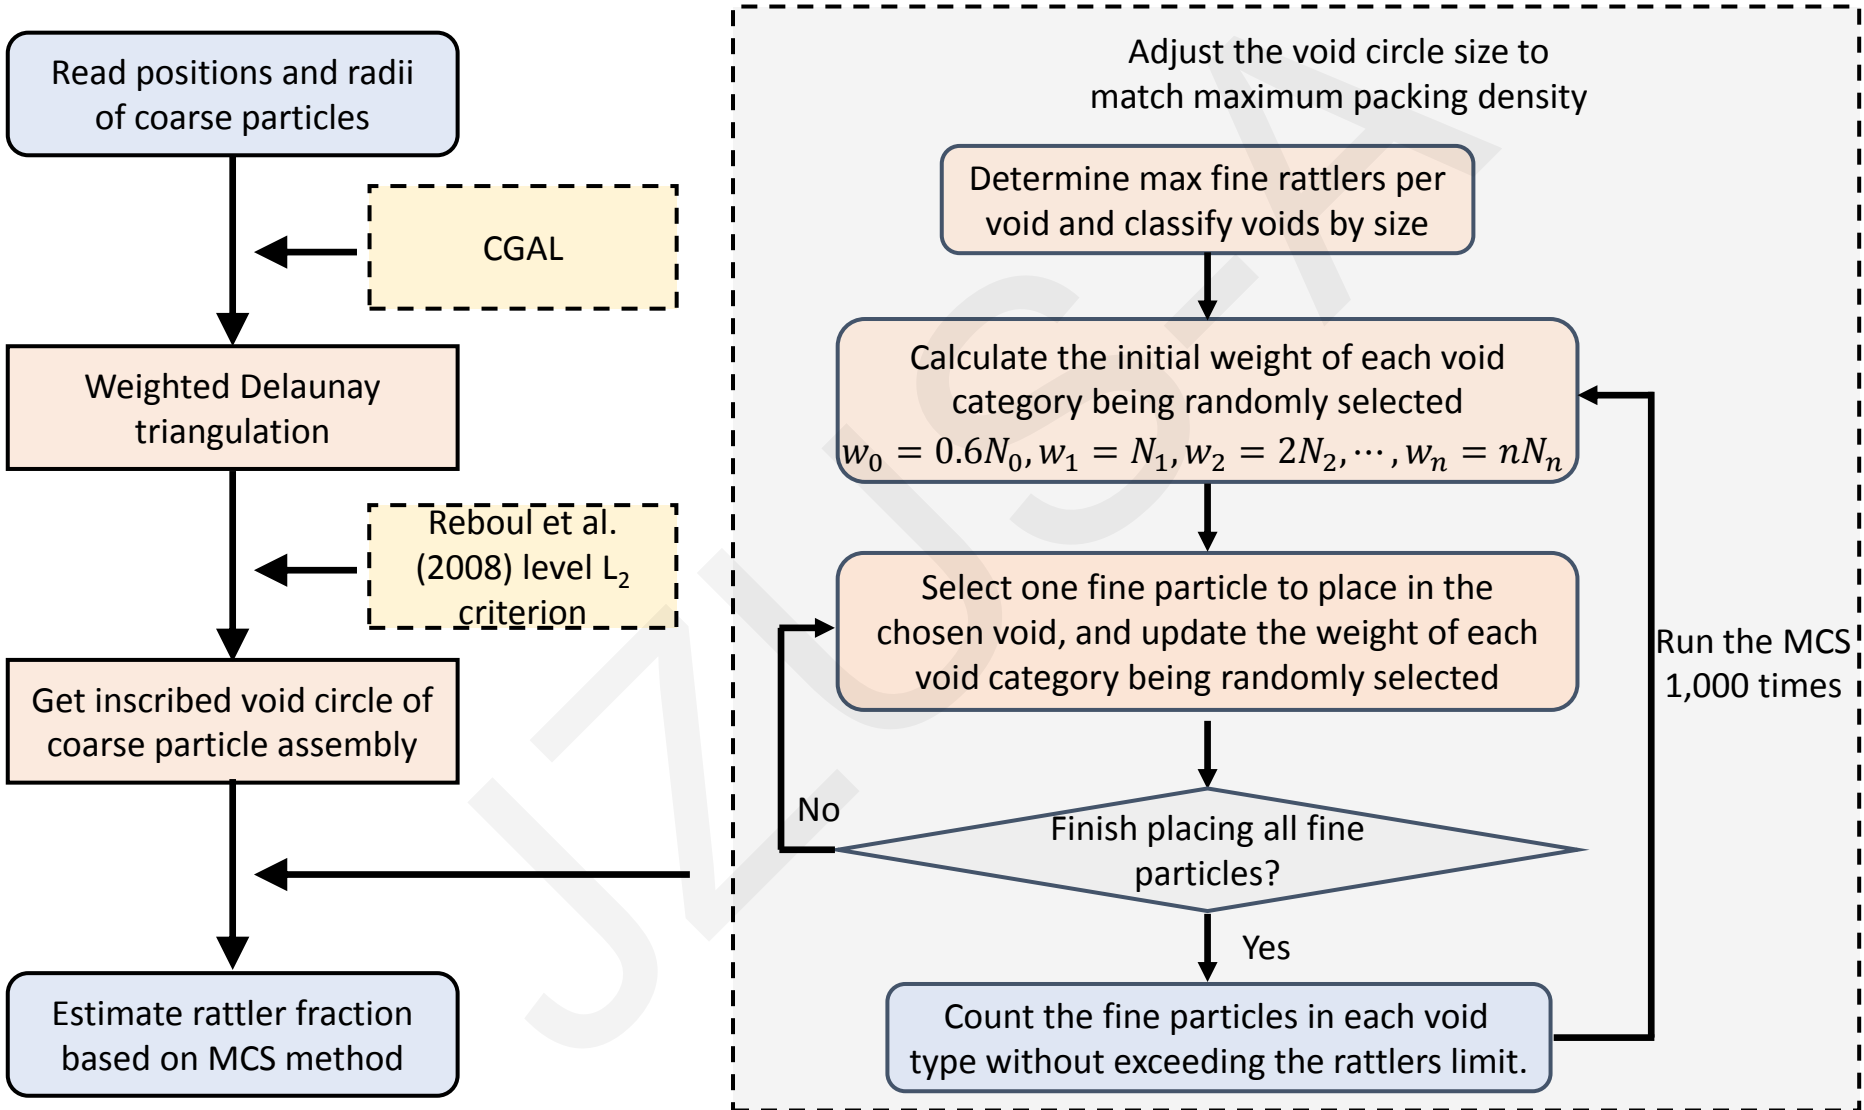 Read positions and radii
of coarse particles
CGAL
Weighted Delaunay
triangulation
Reboul et al.
(2008) level L₂
criterion
Get inscribed void circle of
coarse particle assembly
Estimate rattler fraction
based on MCS method
Adjust the void circle size to
match maximum packing density
Determine max fine rattlers per
void and classify voids by size
Calculate the initial weight of each void
category being randomly selected
w₀ = 0.6N₀, w₁ = N₁, w₂ = 2N₂, ⋯ , wₙ = nNₙ
Select one fine particle to place in the
chosen void, and update the weight of each
void category being randomly selected
Run the MCS
1,000 times
No
Finish placing all fine
particles?
Yes
Count the fine particles in each void
type without exceeding the rattlers limit.
JZUS-A